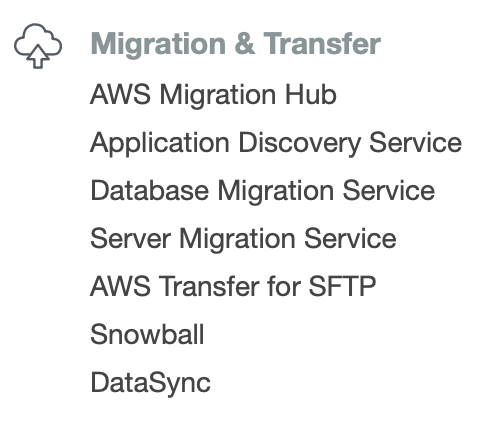 Migration & Transfer
AWS Migration Hub
Application Discovery Service
Database Migration Service
Server Migration Service
AWS Transfer for SFTP
Snowball
DataSync